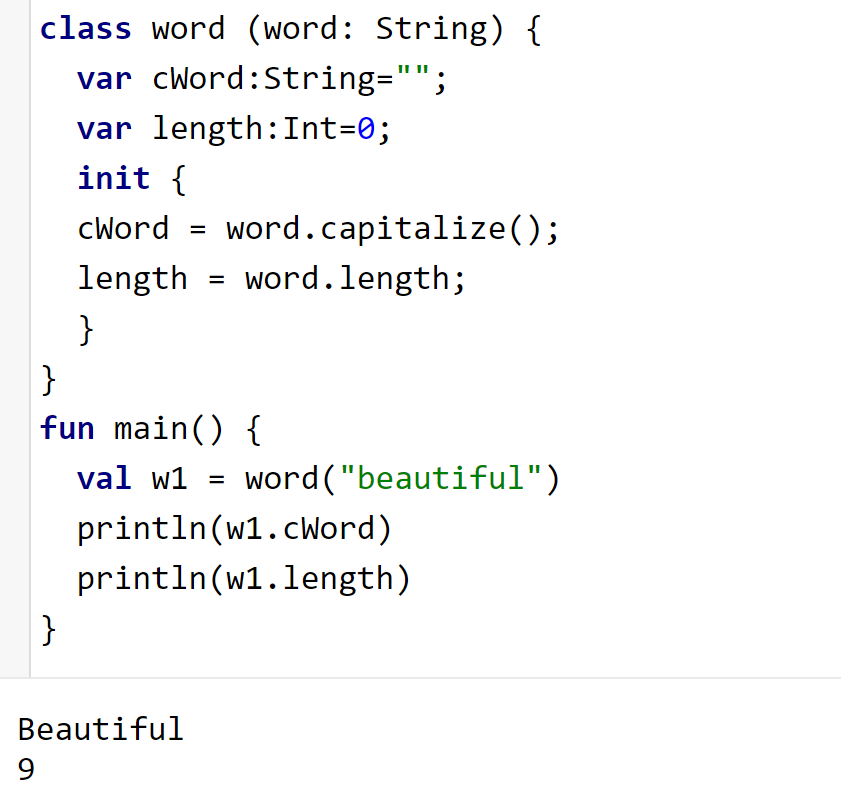 class word (word: String) {
  var cWord:String="";
  var length:Int=0;
  init {
  cWord = word.capitalize();
  length = word.length;
  }
}
fun main() {
  val w1 = word("beautiful")
  println(w1.cWord)
  println(w1.length)
}
Beautiful
9